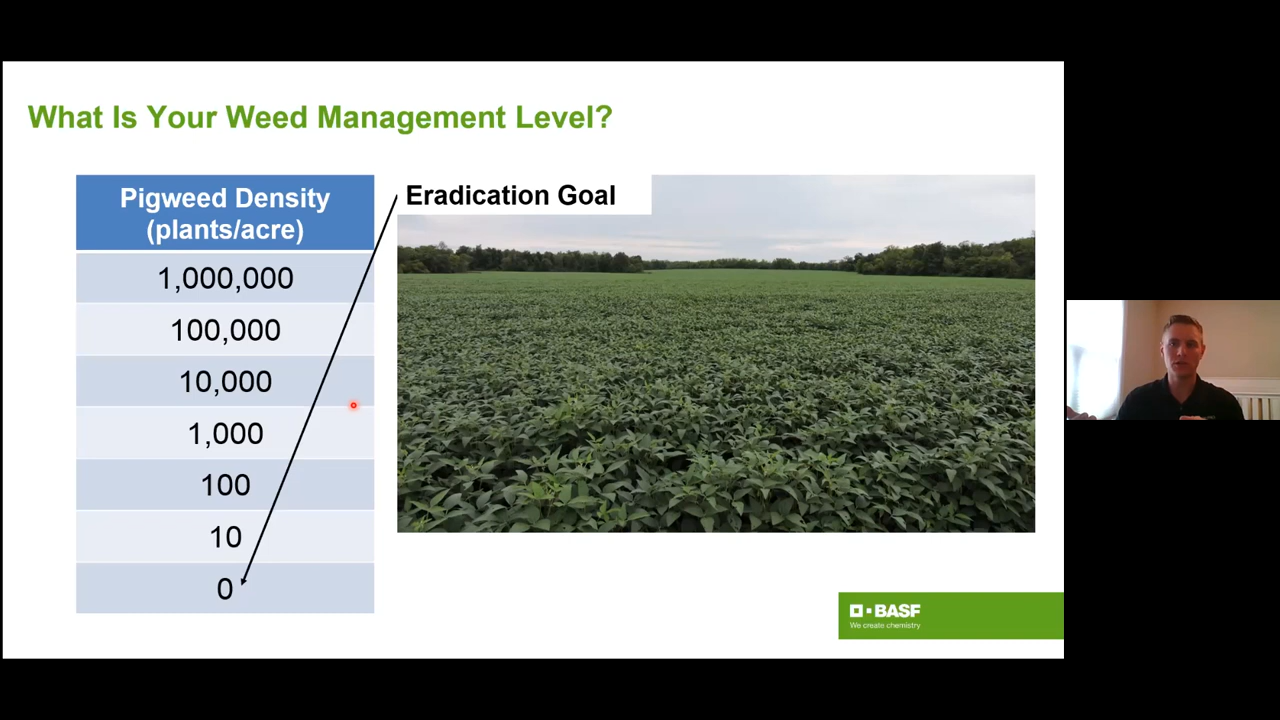 What Is Your Weed Management Level?
Pigweed Density
(plants/acre)
1,000,000
100,000
10,000
1,000
100
10
0
Eradication Goal
BASF
We create chemistry